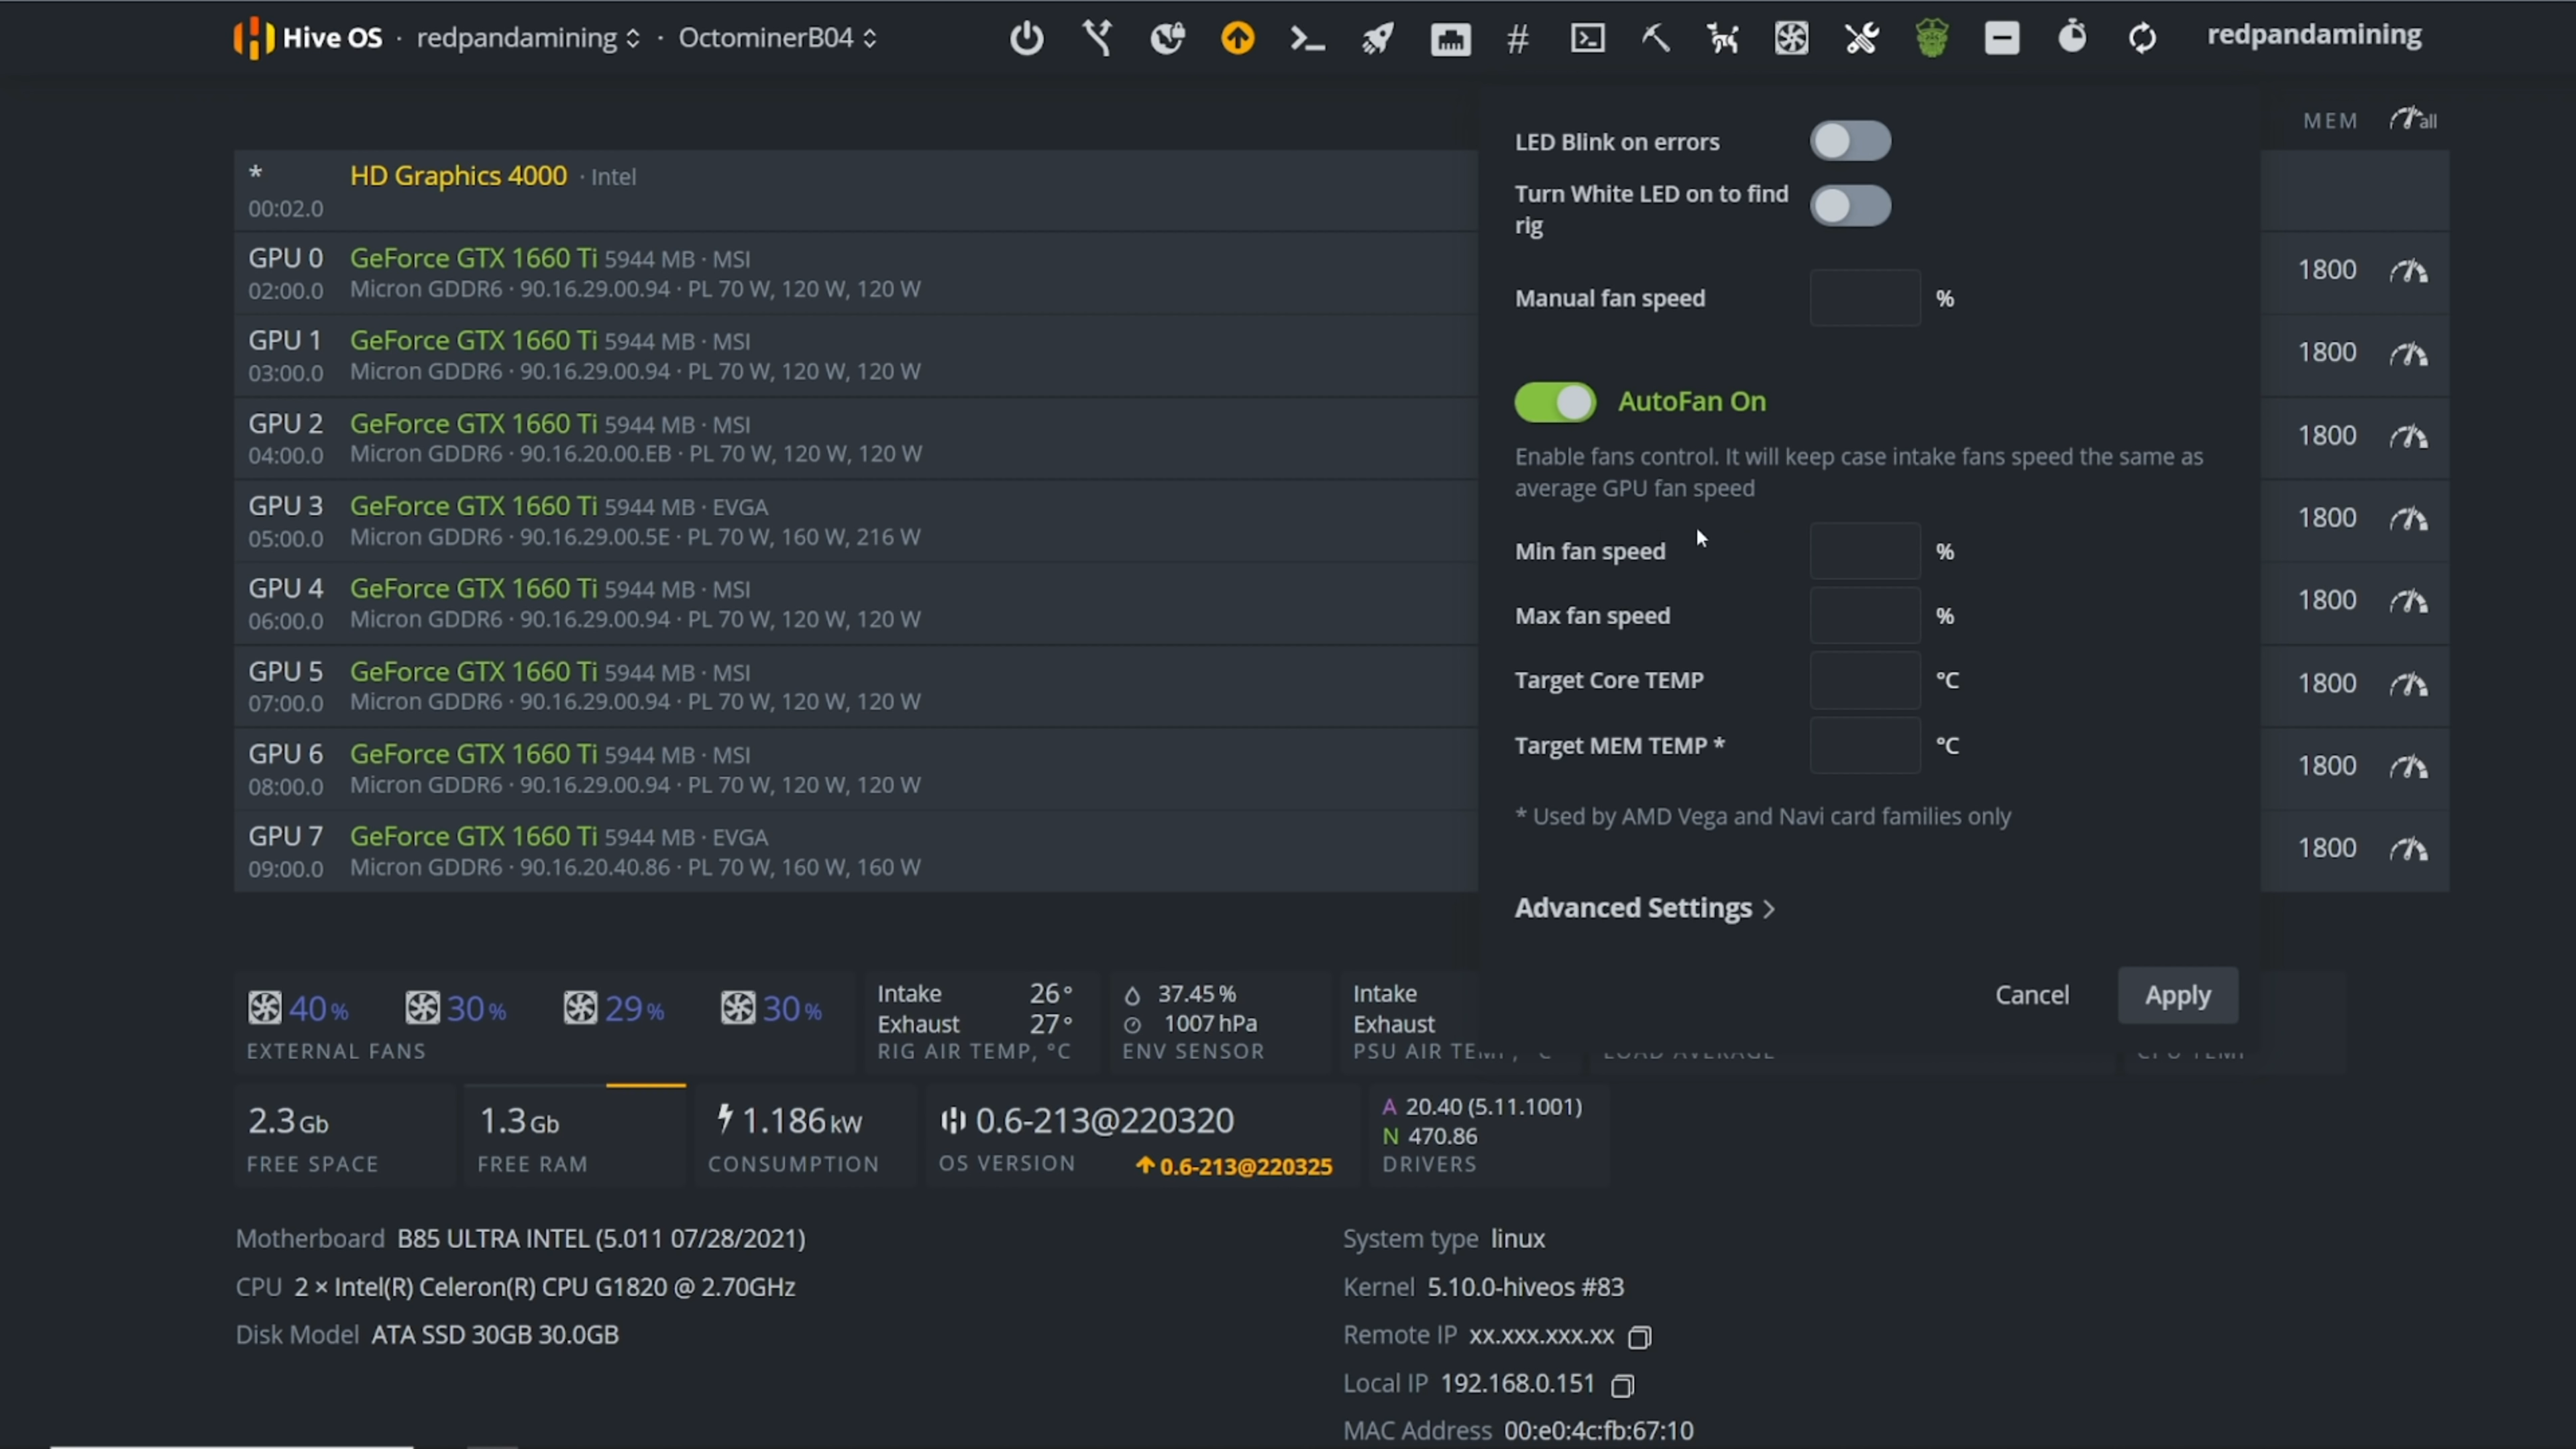 Hive OS · redpandamining · OctominerB04
redpandamining
MEM all
* HD Graphics 4000 · Intel
00:02.0
GPU 0 GeForce GTX 1660 Ti 5944 MB · MSI
02:00.0 Micron GDDR6 · 90.16.29.00.94 · PL 70 W, 120 W, 120 W
1800
GPU 1 GeForce GTX 1660 Ti 5944 MB · MSI
03:00.0 Micron GDDR6 · 90.16.29.00.94 · PL 70 W, 120 W, 120 W
1800
GPU 2 GeForce GTX 1660 Ti 5944 MB · MSI
04:00.0 Micron GDDR6 · 90.16.20.00.EB · PL 70 W, 120 W, 120 W
1800
GPU 3 GeForce GTX 1660 Ti 5944 MB · EVGA
05:00.0 Micron GDDR6 · 90.16.29.00.5E · PL 70 W, 160 W, 216 W
1800
GPU 4 GeForce GTX 1660 Ti 5944 MB · MSI
06:00.0 Micron GDDR6 · 90.16.29.00.94 · PL 70 W, 120 W, 120 W
1800
GPU 5 GeForce GTX 1660 Ti 5944 MB · MSI
07:00.0 Micron GDDR6 · 90.16.29.00.94 · PL 70 W, 120 W, 120 W
1800
GPU 6 GeForce GTX 1660 Ti 5944 MB · MSI
08:00.0 Micron GDDR6 · 90.16.29.00.94 · PL 70 W, 120 W, 120 W
1800
GPU 7 GeForce GTX 1660 Ti 5944 MB · EVGA
09:00.0 Micron GDDR6 · 90.16.20.40.86 · PL 70 W, 160 W, 160 W
1800
LED Blink on errors
Turn White LED on to find
rig
Manual fan speed %
AutoFan On
Enable fans control. It will keep case intake fans speed the same as
average GPU fan speed
Min fan speed %
Max fan speed %
Target Core TEMP °C
Target MEM TEMP * °C
* Used by AMD Vega and Navi card families only
Advanced Settings >
Cancel Apply
40 % 30 % 29 % 30 %
EXTERNAL FANS
Intake 26°
Exhaust 27°
RIG AIR TEMP, °C
37.45 %
1007 hPa
ENV SENSOR
Intake
Exhaust
PSU AIR TEMP, °C
LOAD AVERAGE
CPU TEMP
2.3 Gb
FREE SPACE
1.3 Gb
FREE RAM
1.186 kW
CONSUMPTION
0.6-213@220320
OS VERSION 0.6-213@220325
A 20.40 (5.11.1001)
N 470.86
DRIVERS
Motherboard B85 ULTRA INTEL (5.011 07/28/2021)
CPU 2 × Intel(R) Celeron(R) CPU G1820 @ 2.70GHz
Disk Model ATA SSD 30GB 30.0GB
System type linux
Kernel 5.10.0-hiveos #83
Remote IP xx.xxx.xxx.xx
Local IP 192.168.0.151
MAC Address 00:e0:4c:fb:67:10